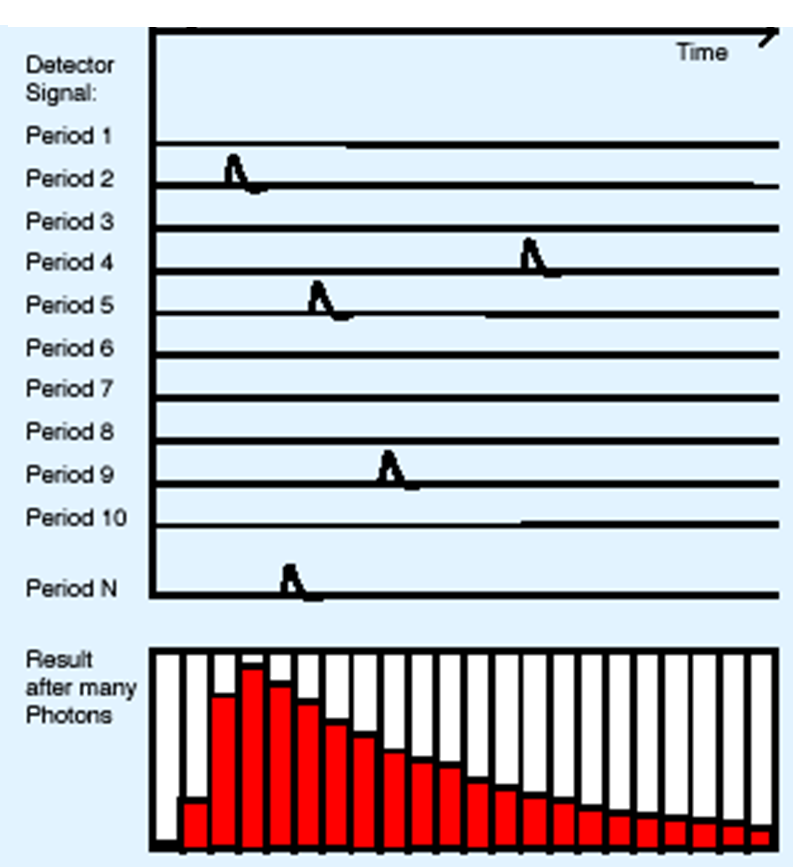 Time
Detector
Signal:
Period 1
Period 2
Period 3
Period 4
Period 5
Period 6
Period 7
Period 8
Period 9
Period 10
Period N
Result
after many
Photons